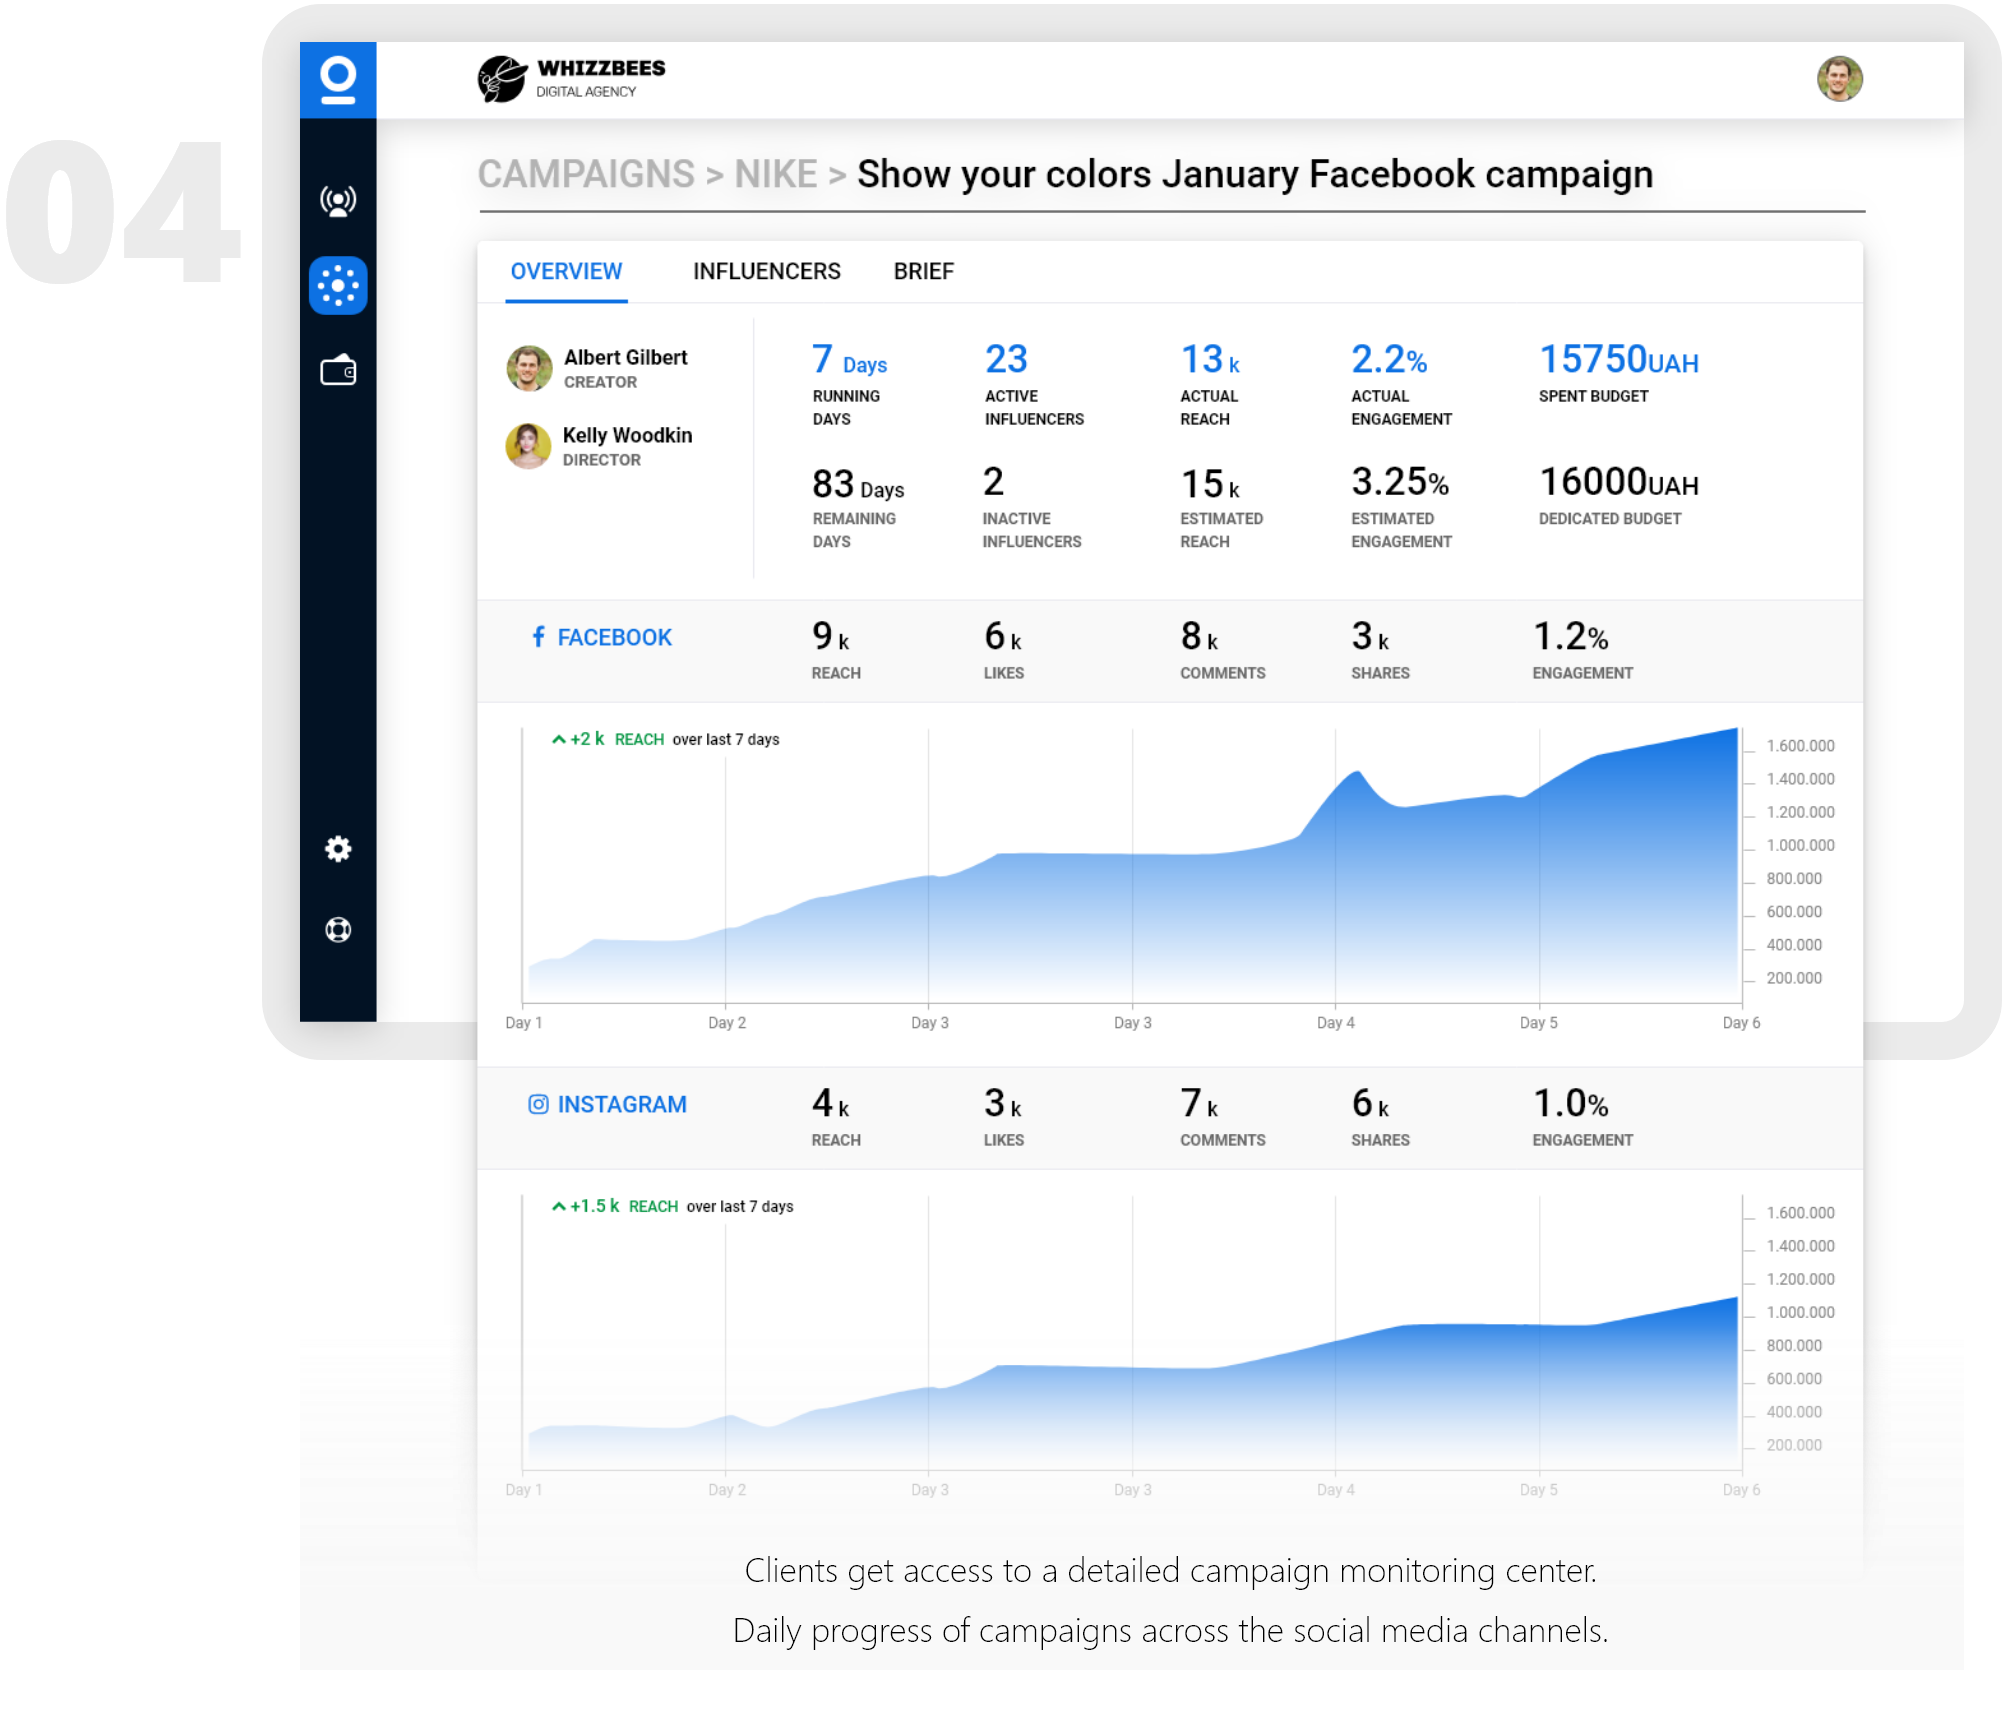 04
WHIZZBEES
DIGITAL AGENCY
CAMPAIGNS > NIKE > Show your colors January Facebook campaign
OVERVIEW INFLUENCERS BRIEF
Albert Gilbert
CREATOR
Kelly Woodkin
DIRECTOR
7 Days 23 13 k 2.2% 15750UAH
RUNNING ACTIVE ACTUAL ACTUAL SPENT BUDGET
DAYS INFLUENCERS REACH ENGAGEMENT
83 Days 2 15 k 3.25% 16000UAH
REMAINING INACTIVE ESTIMATED ESTIMATED DEDICATED BUDGET
DAYS INFLUENCERS REACH ENGAGEMENT
FACEBOOK 9 k 6 k 8 k 3 k 1.2%
REACH LIKES COMMENTS SHARES ENGAGEMENT
+2 k REACH over last 7 days
1.600.000
1.400.000
1.200.000
1.000.000
800.000
600.000
400.000
200.000
Day 1 Day 2 Day 3 Day 3 Day 4 Day 5 Day 6
INSTAGRAM 4 k 3 k 7 k 6 k 1.0%
REACH LIKES COMMENTS SHARES ENGAGEMENT
+1.5 k REACH over last 7 days
1.600.000
1.400.000
1.200.000
1.000.000
800.000
600.000
400.000
200.000
Day 1 Day 2 Day 3 Day 3 Day 4 Day 5 Day 6
Clients get access to a detailed campaign monitoring center.
Daily progress of campaigns across the social media channels.